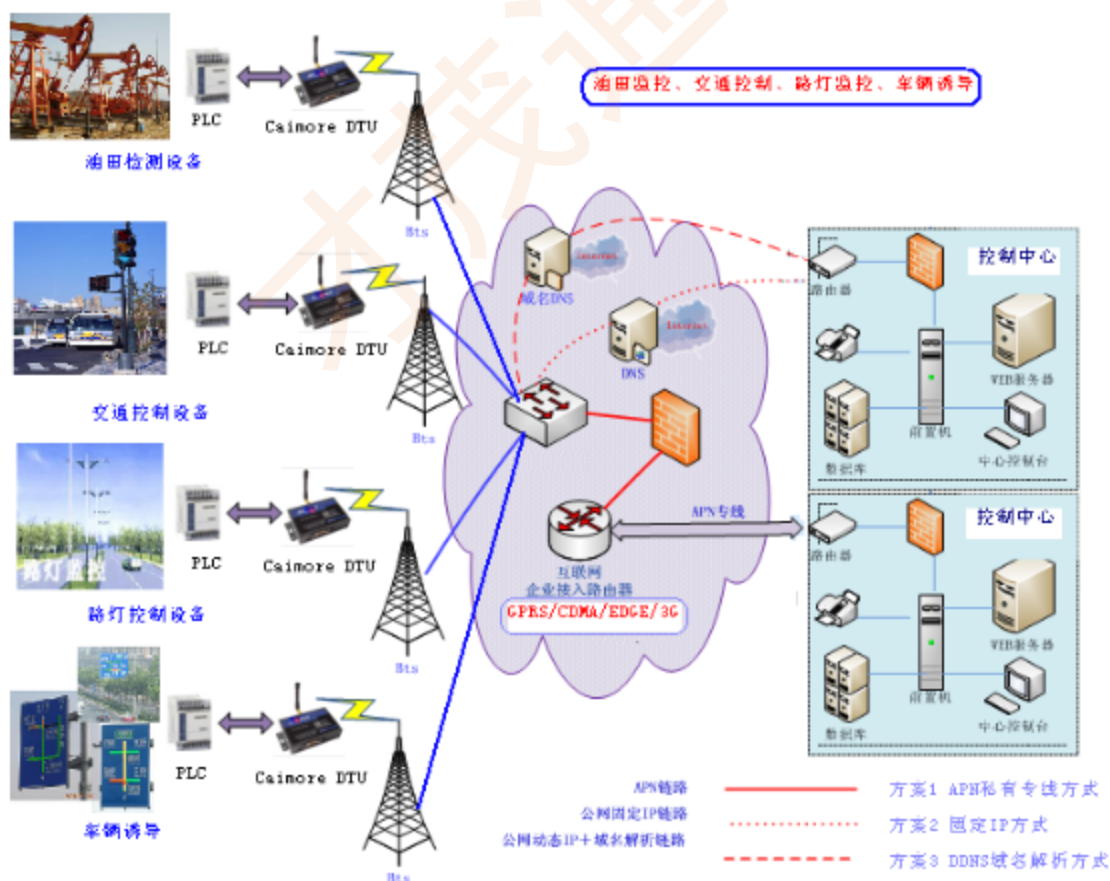 才茂通
油田监控、交通控制、路灯监控、车辆诱导
PLC
Caimore DTU
油田检测设备
Bts
PLC
Caimore DTU
交通控制设备
Bts
路灯监控
PLC
Caimore DTU
路灯控制设备
Bts
PLC
Caimore DTU
车辆诱导
Bts
Internet
域名DNS
Internet
DNS
互联网
企业接入路由器
GPRS/CDMA/EDGE/3G
APN专线
控制中心
路由器
WEB服务器
前置机
数据库
中心控制台
控制中心
路由器
WEB服务器
前置机
数据库
中心控制台
APN链路
方案1 APN私有专线方式
公网固定IP链路
方案2 固定IP方式
公网动态IP+域名解析链路
方案3 DDNS域名解析方式